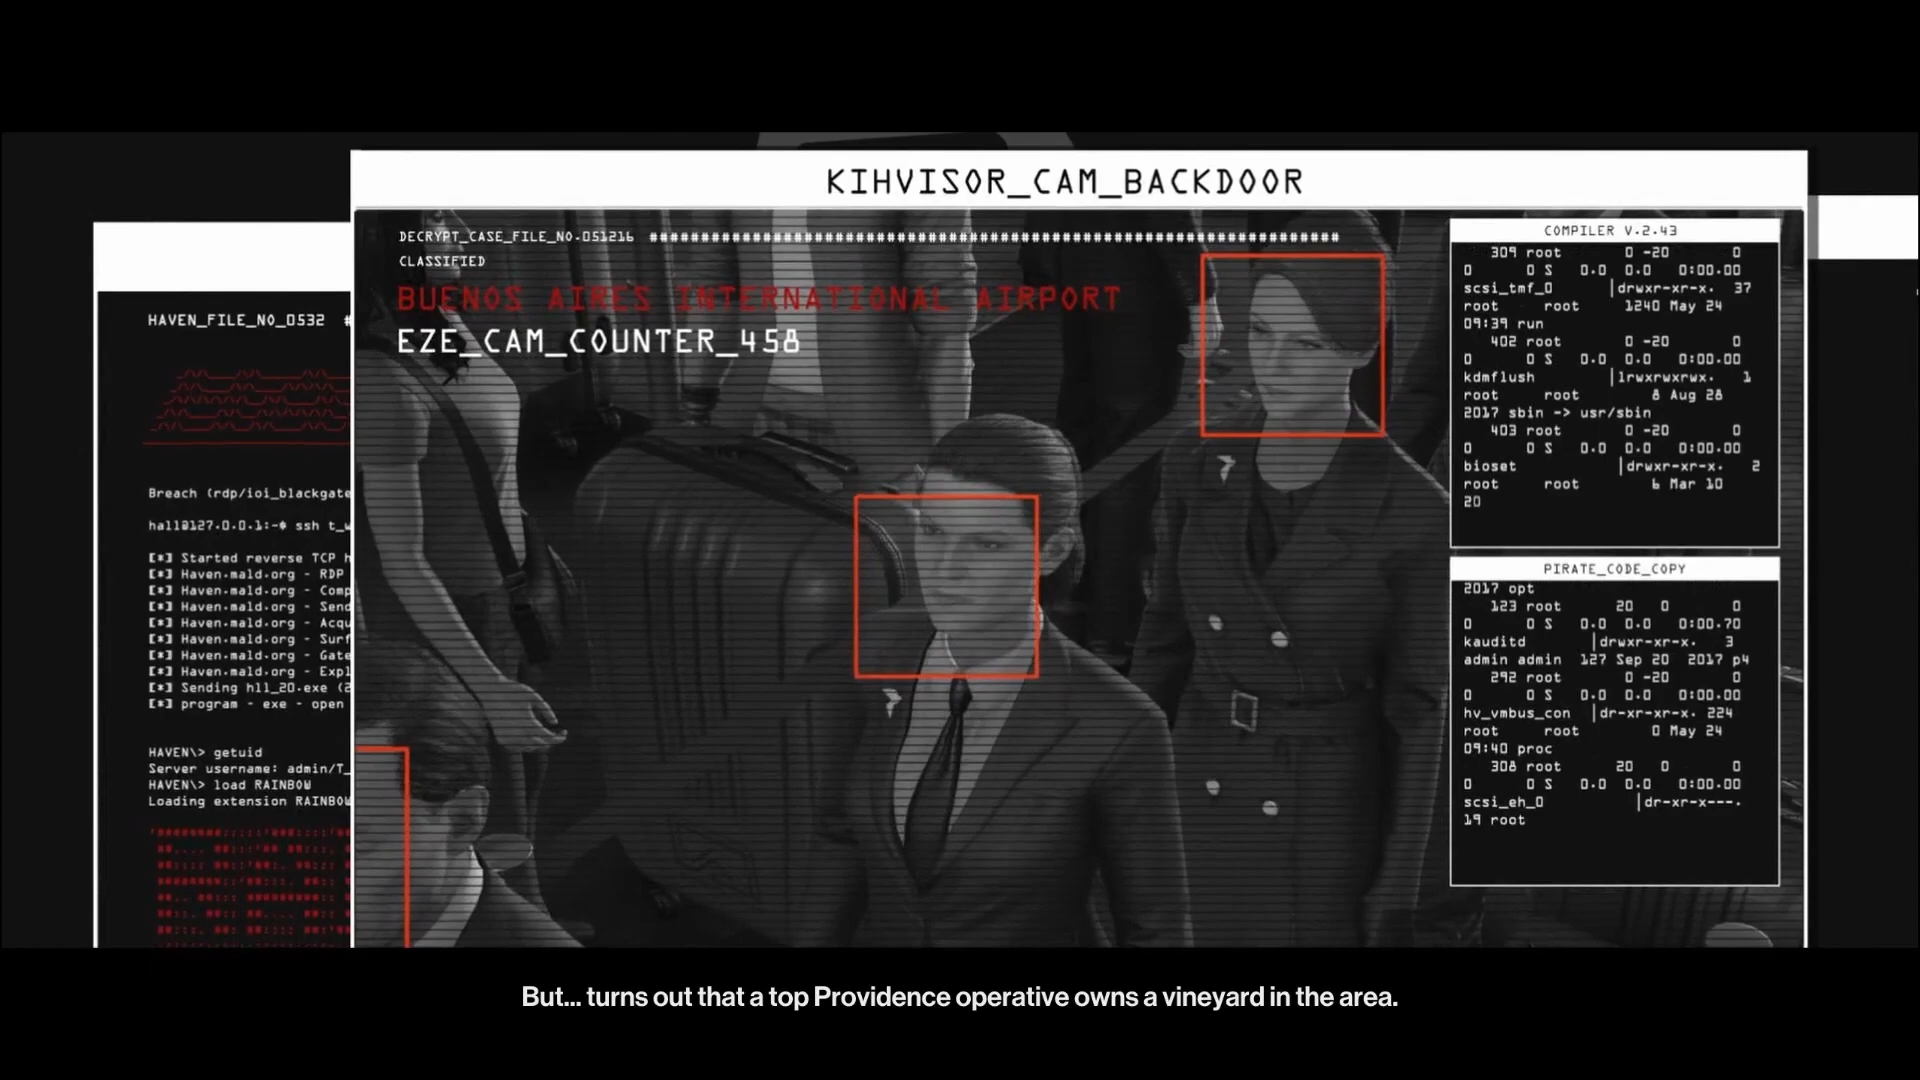 KIHVISOR_CAM_BACKDOOR
DECRYPT_CASE_FILE_NO.051216
CLASSIFIED
BUENOS AIRES INTERNATIONAL AIRPORT
EZE_CAM_COUNTER_458
HAVEN_FILE_NO_0532 #
Breach (rdp/ioi_blackgate
hall@127.0.0.1:~# ssh t_w
[*] Started reverse TCP h
[*] Haven.mald.org - RDP
[*] Haven.mald.org - Comp
[*] Haven.mald.org - Send
[*] Haven.mald.org - Acqu
[*] Haven.mald.org - Surf
[*] Haven.mald.org - Gate
[*] Haven.mald.org - Expl
[*] Sending hll_20.exe (2
[*] program - exe - open
HAVEN\> getuid
Server username: admin/T_
HAVEN\> load RAINBOW
Loading extension RAINBOW
COMPILER V.2.43
309 root 0 -20 0
0 0 S 0.0 0.0 0:00.00
scsi_tmf_0 |drwxr-xr-x. 37
root root 1240 May 24
09:39 run
402 root 0 -20 0
0 0 S 0.0 0.0 0:00.00
kdmflush |lrwxrwxrwx. 1
root root 8 Aug 28
2017 sbin -> usr/sbin
403 root 0 -20 0
0 0 S 0.0 0.0 0:00.00
bioset |drwxr-xr-x. 2
root root 6 Mar 10
20
PIRATE_CODE_COPY
2017 opt
123 root 20 0 0
0 0 S 0.0 0.0 0:00.70
kauditd |drwxr-xr-x. 3
admin admin 127 Sep 20 2017 p4
292 root 0 -20 0
0 0 S 0.0 0.0 0:00.00
hv_vmbus_con |dr-xr-xr-x. 224
root root 0 May 24
09:40 proc
308 root 20 0 0
0 0 S 0.0 0.0 0:00.00
scsi_eh_0 |dr-xr-x---.
19 root
But... turns out that a top Providence operative owns a vineyard in the area.